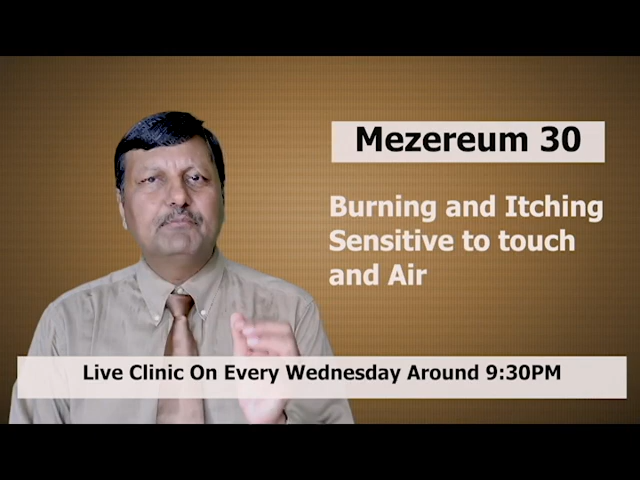 Mezereum 30
Burning and Itching
Sensitive to touch
and Air
Live Clinic On Every Wednesday Around 9:30PM